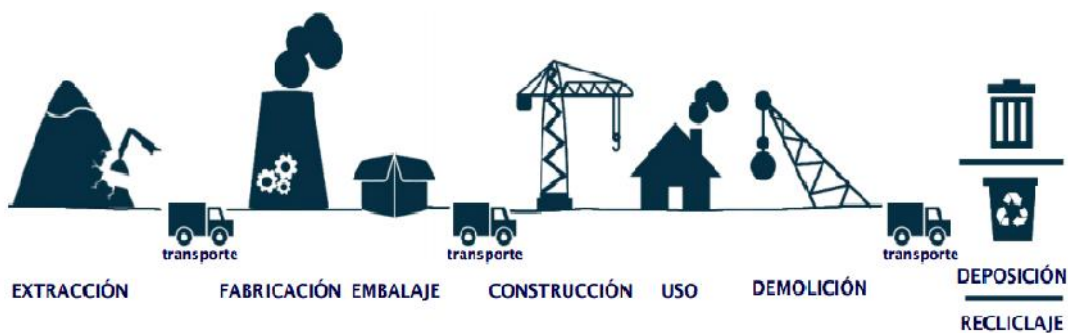 transporte
transporte
transporte
EXTRACCIÓN
FABRICACIÓN
EMBALAJE
CONSTRUCCIÓN
USO
DEMOLICIÓN
DEPOSICIÓN
RECLICLAJE